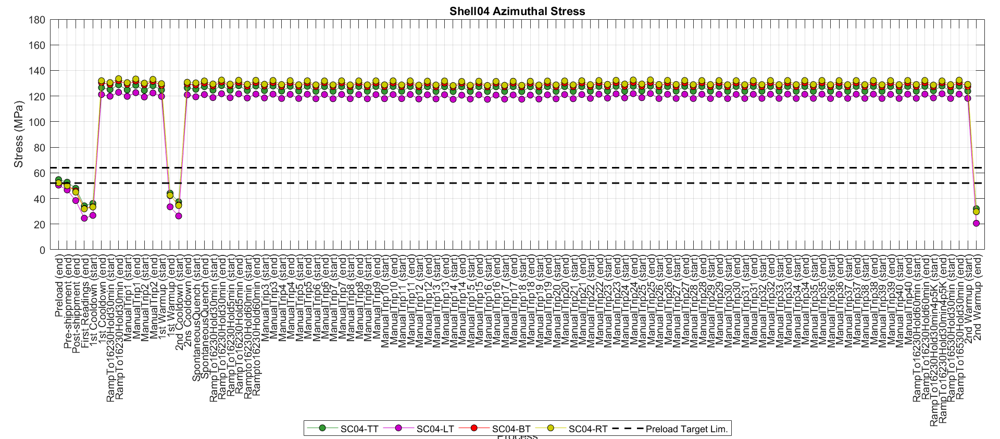 Shell04 Azimuthal Stress
180
160
140
120
100
80
60
40
20
0
Stress (MPa)
Preload (end)
Pre-shippment (end)
Post-shippment (end)
First Readings (end)
1st Cooldown (start)
1st Cooldown (end)
RampTo16230Hold30min (start)
RampTo16230Hold30min (end)
ManualTrip1 (start)
ManualTrip1 (end)
ManualTrip2 (start)
ManualTrip2 (end)
1st Warmup (start)
1st Warmup (end)
2nd Cooldown (start)
2ns Cooldown (end)
SpontaneousQuench (start)
SpontaneousQuench (end)
RampTo16230Hold30min (start)
RampTo16230Hold30min (end)
RampTo16230Hold5min (start)
RampTo16230Hold5min (end)
Rampto16230Hold60min (start)
Rampto16230Hold60min (end)
ManualTrip3 (start)
ManualTrip3 (end)
ManualTrip4 (start)
ManualTrip4 (end)
ManualTrip5 (start)
ManualTrip5 (end)
ManualTrip6 (start)
ManualTrip6 (end)
ManualTrip7 (start)
ManualTrip7 (end)
ManualTrip8 (start)
ManualTrip8 (end)
ManualTrip9 (start)
ManualTrip9 (end)
ManualTrip10 (start)
ManualTrip10 (end)
ManualTrip11 (start)
ManualTrip11 (end)
ManualTrip12 (start)
ManualTrip12 (end)
ManualTrip13 (start)
ManualTrip13 (end)
ManualTrip14 (start)
ManualTrip14 (end)
ManualTrip15 (start)
ManualTrip15 (end)
ManualTrip16 (start)
ManualTrip16 (end)
ManualTrip17 (start)
ManualTrip17 (end)
ManualTrip18 (start)
ManualTrip18 (end)
ManualTrip19 (start)
ManualTrip19 (end)
ManualTrip20 (start)
ManualTrip20 (end)
ManualTrip21 (start)
ManualTrip21 (end)
ManualTrip22 (start)
ManualTrip22 (end)
ManualTrip23 (start)
ManualTrip23 (end)
ManualTrip24 (start)
ManualTrip24 (end)
ManualTrip25 (start)
ManualTrip25 (end)
ManualTrip26 (start)
ManualTrip26 (end)
ManualTrip27 (start)
ManualTrip27 (end)
ManualTrip28 (start)
ManualTrip28 (end)
ManualTrip29 (start)
ManualTrip29 (end)
ManualTrip30 (start)
ManualTrip30 (end)
ManualTrip31 (start)
ManualTrip31 (end)
ManualTrip32 (start)
ManualTrip32 (end)
ManualTrip33 (start)
ManualTrip33 (end)
ManualTrip34 (start)
ManualTrip34 (end)
ManualTrip35 (start)
ManualTrip35 (end)
ManualTrip36 (start)
ManualTrip36 (end)
ManualTrip37 (start)
ManualTrip37 (end)
ManualTrip38 (start)
ManualTrip38 (end)
ManualTrip39 (start)
ManualTrip39 (end)
ManualTrip40 (start)
ManualTrip40 (end)
RampTo16230Hold60min (start)
RampTo16230Hold60min (end)
RampTo16230Hold30min4p5K (start)
RampTo16230Hold30min4p5K (end)
RampTo16530Hold30min (start)
RampTo16530Hold30min (end)
2nd Warmup (start)
2nd Warmup (end)
SC04-TT SC04-LT SC04-BT SC04-RT Preload Target Lim.
Process